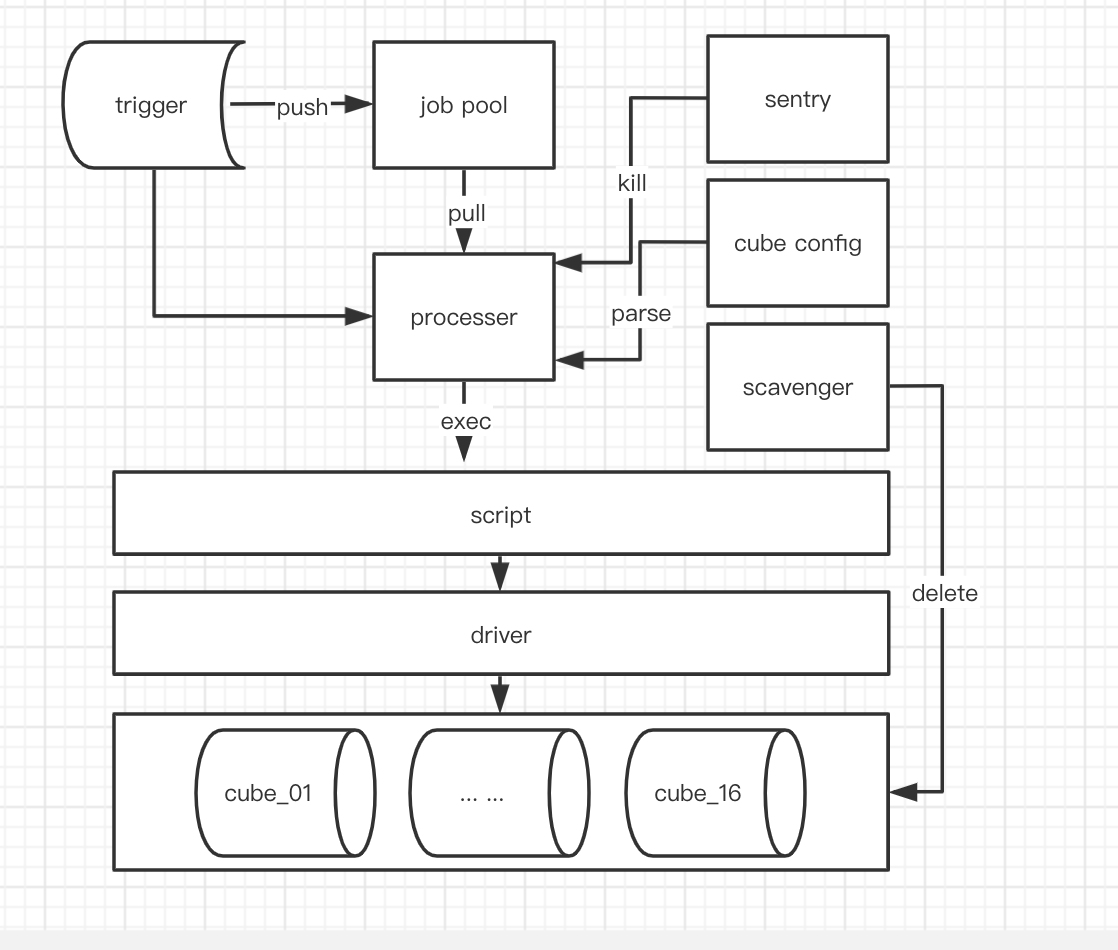 trigger
push
job pool
sentry
kill
pull
cube config
processer
parse
scavenger
exec
script
delete
driver
cube_01
... ...
cube_16